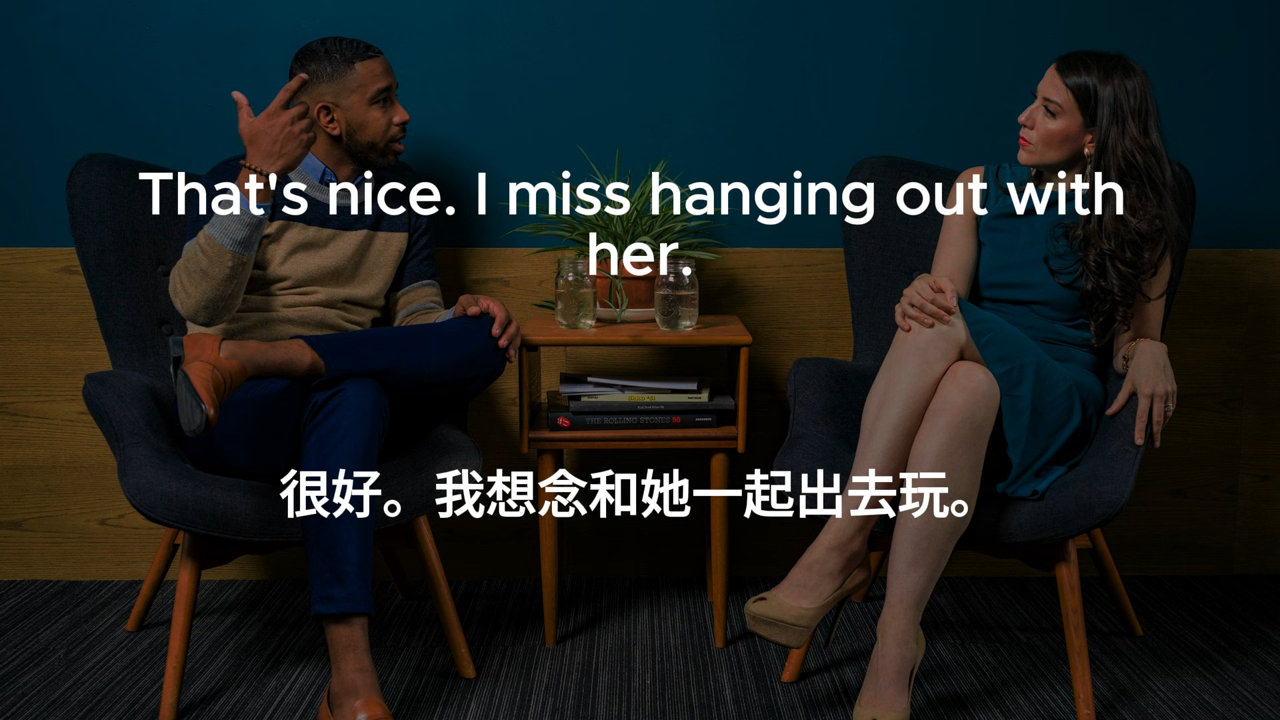 That's nice. I miss hanging out with
her.
THE ROLLING STONES
很好。我想念和她一起出去玩。